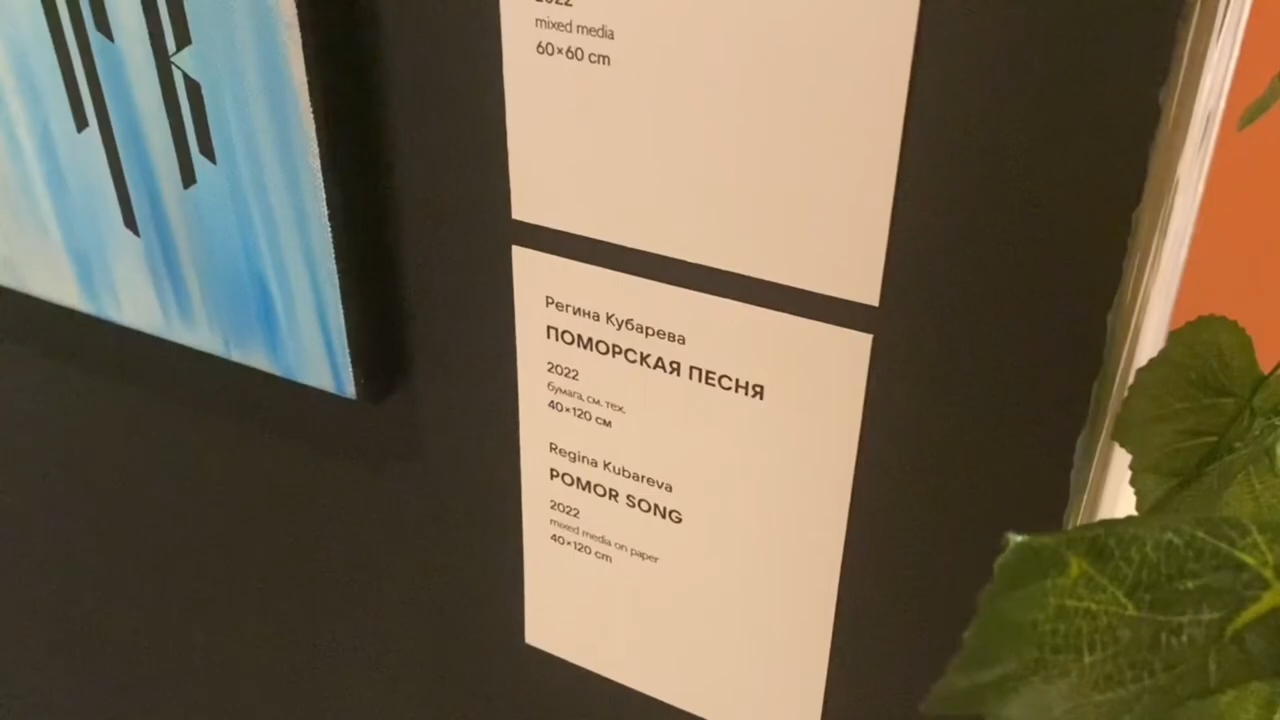 2022
mixed media
60×60 cm
Регина Кубарева
ПОМОРСКАЯ ПЕСНЯ
2022
бумага, см. тех.
40×120 см
Regina Kubareva
POMOR SONG
2022
mixed media on paper
40×120 cm